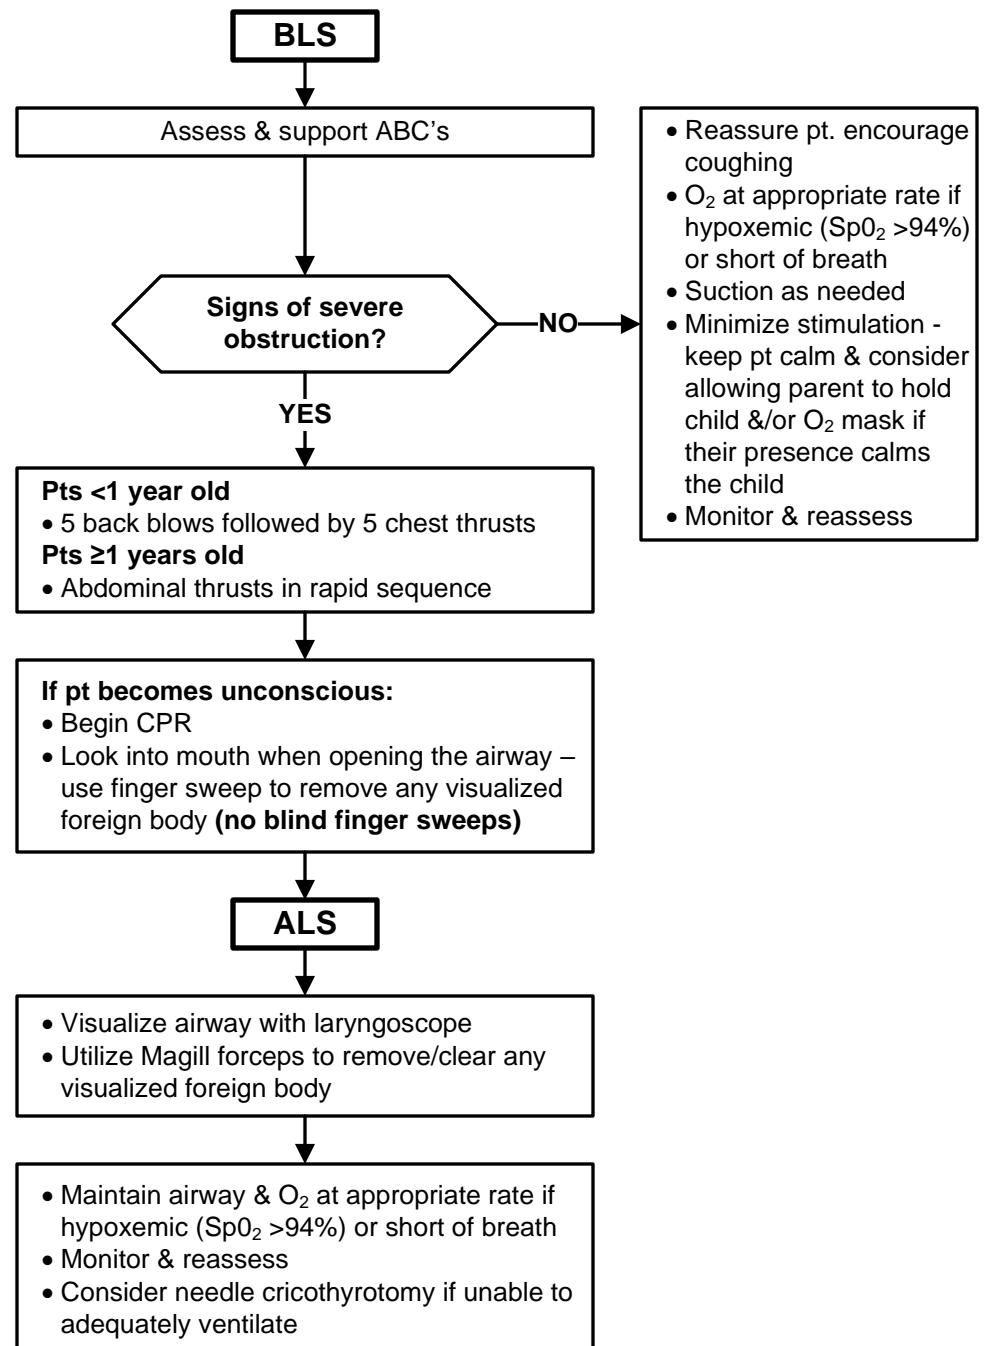 BLS
Assess & support ABC's
Signs of severe
obstruction?
NO
• Reassure pt. encourage
coughing
• O₂ at appropriate rate if
hypoxemic (Sp0₂ >94%)
or short of breath
• Suction as needed
• Minimize stimulation -
keep pt calm & consider
allowing parent to hold
child &/or O₂ mask if
their presence calms
the child
• Monitor & reassess
YES
Pts <1 year old
• 5 back blows followed by 5 chest thrusts
Pts ≥1 years old
• Abdominal thrusts in rapid sequence
If pt becomes unconscious:
• Begin CPR
• Look into mouth when opening the airway –
use finger sweep to remove any visualized
foreign body (no blind finger sweeps)
ALS
• Visualize airway with laryngoscope
• Utilize Magill forceps to remove/clear any
visualized foreign body
• Maintain airway & O₂ at appropriate rate if
hypoxemic (Sp0₂ >94%) or short of breath
• Monitor & reassess
• Consider needle cricothyrotomy if unable to
adequately ventilate